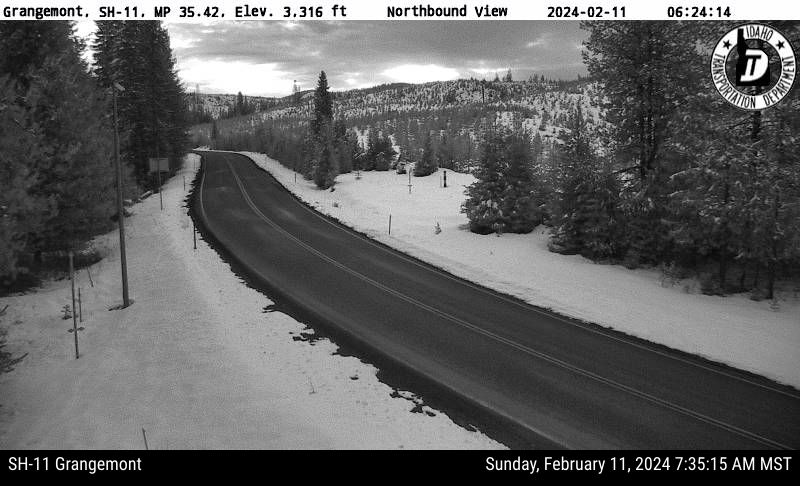 Grangemont, SH-11, MP 35.42, Elev. 3,316 ft Northbound View 2024-02-11 06:24:14
IDAHO
TRANSPORTATION DEPARTMENT
SH-11 Grangemont Sunday, February 11, 2024 7:35:15 AM MST